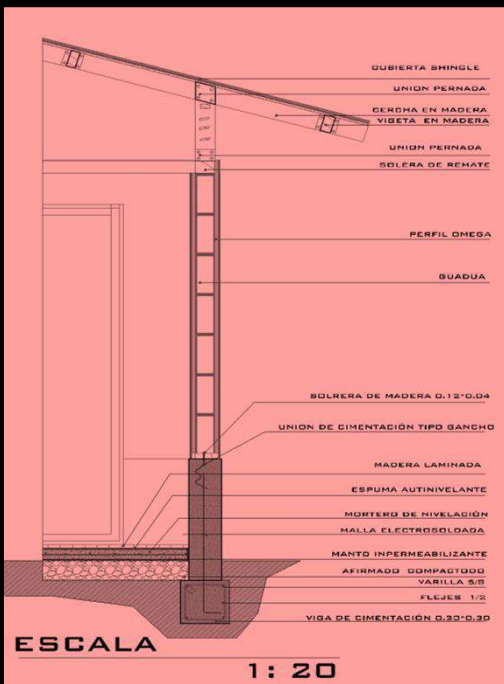 CUBIERTA SHINGLE
UNION PERNADA
CERCHA EN MADERA
VIGETA EN MADERA
UNION PERNADA
SOLERA DE REMATE
PERFIL OMEGA
GUADUA
SOLRERA DE MADERA 0.12*0.04
UNION DE CIMENTACIÓN TIPO GANCHO
MADERA LAMINADA
ESPUMA AUTINIVELANTE
MORTERO DE NIVELACIÓN
MALLA ELECTROSOLDADA
MANTO INPERMEABILIZANTE
AFIRMADO COMPACTODO
VARILLA 5/8
FLEJES 1/2
VIGA DE CIMENTACIÓN 0.30*0.30
ESCALA
1: 20